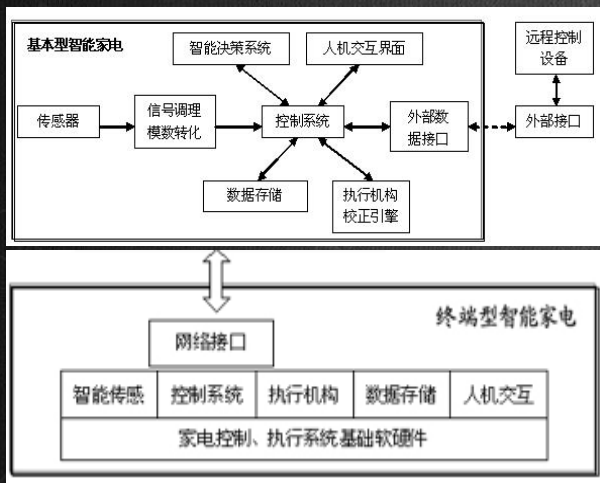 基本型智能家电
智能决策系统
人机交互界面
远程控制
设备
传感器
信号调理
模数转化
控制系统
外部数
据接口
外部接口
数据存储
执行机构
校正引擎
终端型智能家电
网络接口
智能传感
控制系统
执行机构
数据存储
人机交互
家电控制、执行系统基础软硬件